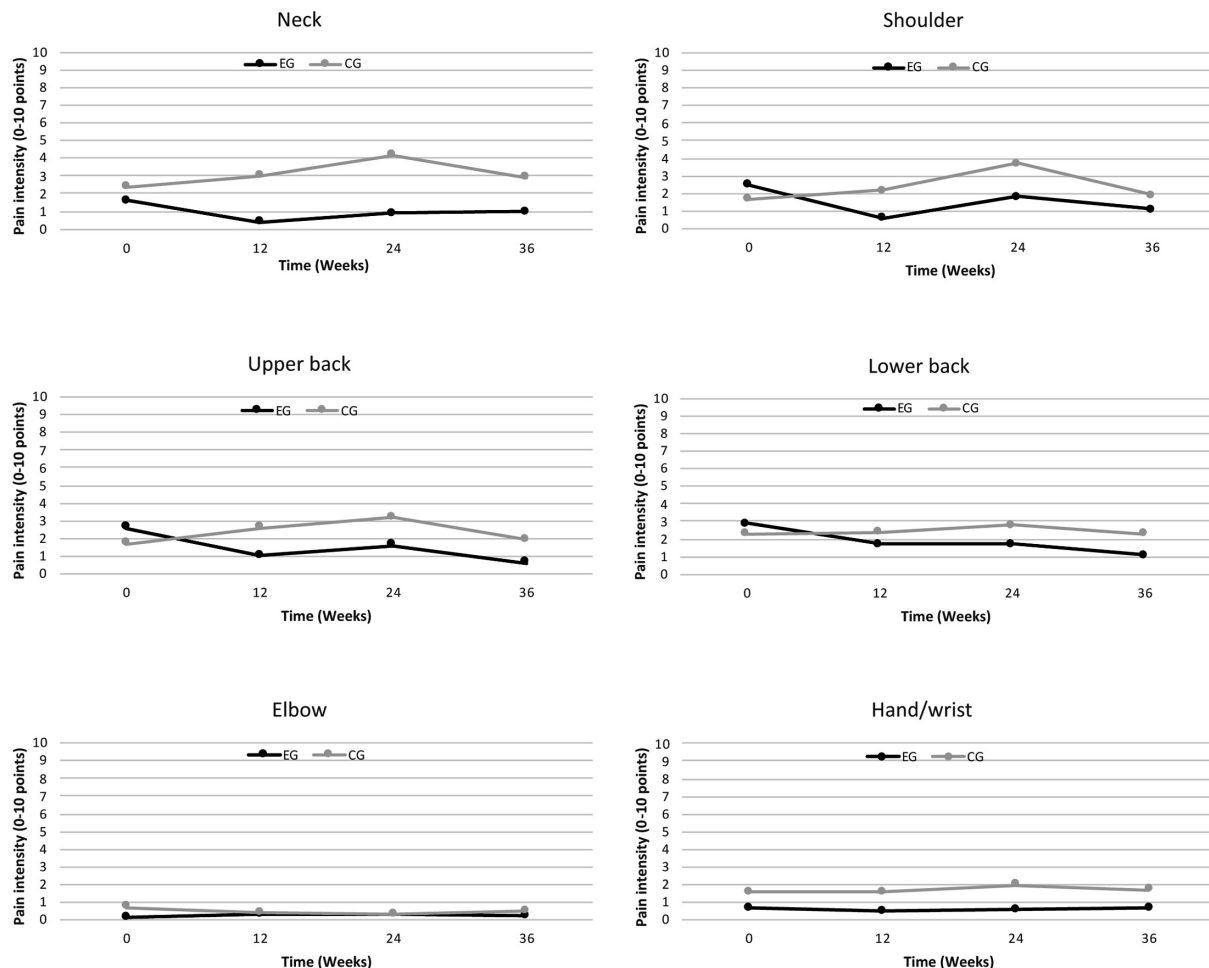 Neck
Pain intensity (0-10 points)
10
9
8
7
6
5
4
3
2
1
0
EG CG
0 12 24 36
Time (Weeks)
Shoulder
Pain intensity (0-10 points)
10
9
8
7
6
5
4
3
2
1
0
EG CG
0 12 24 36
Time (Weeks)
Upper back
Pain intensity (0-10 points)
10
9
8
7
6
5
4
3
2
1
0
EG CG
0 12 24 36
Time (Weeks)
Lower back
Pain intensity (0-10 points)
10
9
8
7
6
5
4
3
2
1
0
EG CG
0 12 24 36
Time (Weeks)
Elbow
Pain intensity (0-10 points)
10
9
8
7
6
5
4
3
2
1
0
EG CG
0 12 24 36
Time (Weeks)
Hand/wrist
Pain intensity (0-10 points)
10
9
8
7
6
5
4
3
2
1
0
EG CG
0 12 24 36
Time (Weeks)